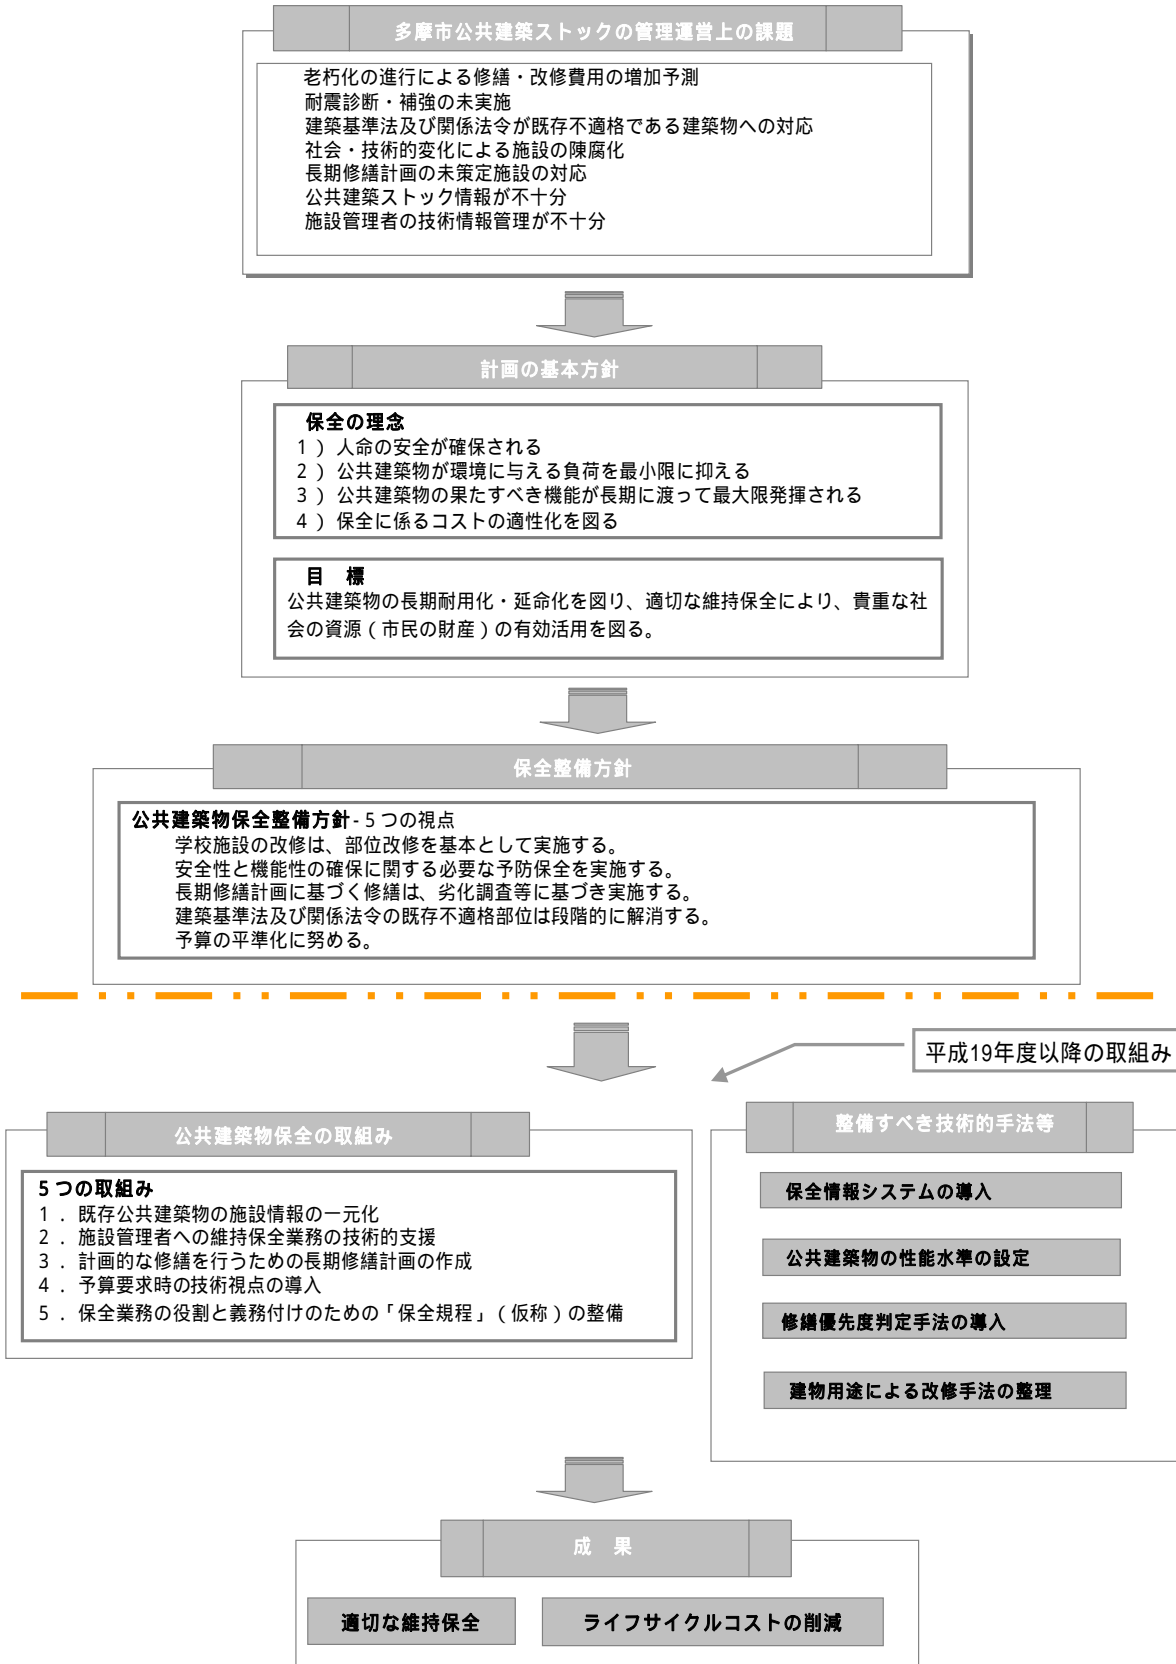 多摩市公共建築ストックの管理運営上の課題
老朽化の進行による修繕・改修費用の増加予測
耐震診断・補強の未実施
建築基準法及び関係法令が既存不適格である建築物への対応
社会・技術的変化による施設の陳腐化
長期修繕計画の未策定施設の対応
公共建築ストック情報が不十分
施設管理者の技術情報管理が不十分
計画の基本方針
保全の理念
1）人命の安全が確保される
2）公共建築物が環境に与える負荷を最小限に抑える
3）公共建築物の果たすべき機能が長期に渡って最大限発揮される
4）保全に係るコストの適性化を図る
目　標
公共建築物の長期耐用化・延命化を図り、適切な維持保全により、貴重な社
会の資源（市民の財産）の有効活用を図る。
保全整備方針
公共建築物保全整備方針-５つの視点
学校施設の改修は、部位改修を基本として実施する。
安全性と機能性の確保に関する必要な予防保全を実施する。
長期修繕計画に基づく修繕は、劣化調査等に基づき実施する。
建築基準法及び関係法令の既存不適格部位は段階的に解消する。
予算の平準化に努める。
平成19年度以降の取組み
公共建築物保全の取組み
５つの取組み
１．既存公共建築物の施設情報の一元化
２．施設管理者への維持保全業務の技術的支援
３．計画的な修繕を行うための長期修繕計画の作成
４．予算要求時の技術視点の導入
５．保全業務の役割と義務付けのための「保全規程」（仮称）の整備
整備すべき技術的手法等
保全情報システムの導入
公共建築物の性能水準の設定
修繕優先度判定手法の導入
建物用途による改修手法の整理
成　果
適切な維持保全
ライフサイクルコストの削減